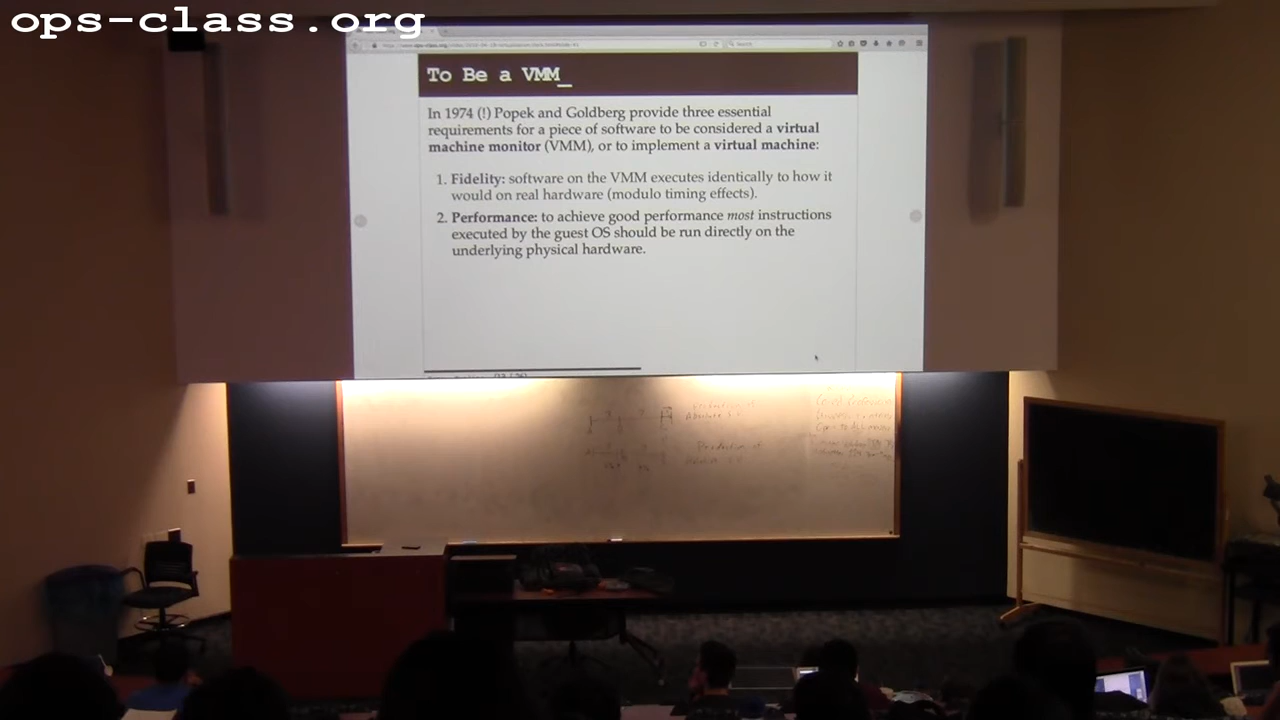 ops-class.org
To Be a VMM_
In 1974 (!) Popek and Goldberg provide three essential
requirements for a piece of software to be considered a virtual
machine monitor (VMM), or to implement a virtual machine:
1. Fidelity: software on the VMM executes identically to how it
would on real hardware (modulo timing effects).
2. Performance: to achieve good performance most instructions
executed by the guest OS should be run directly on the
underlying physical hardware.